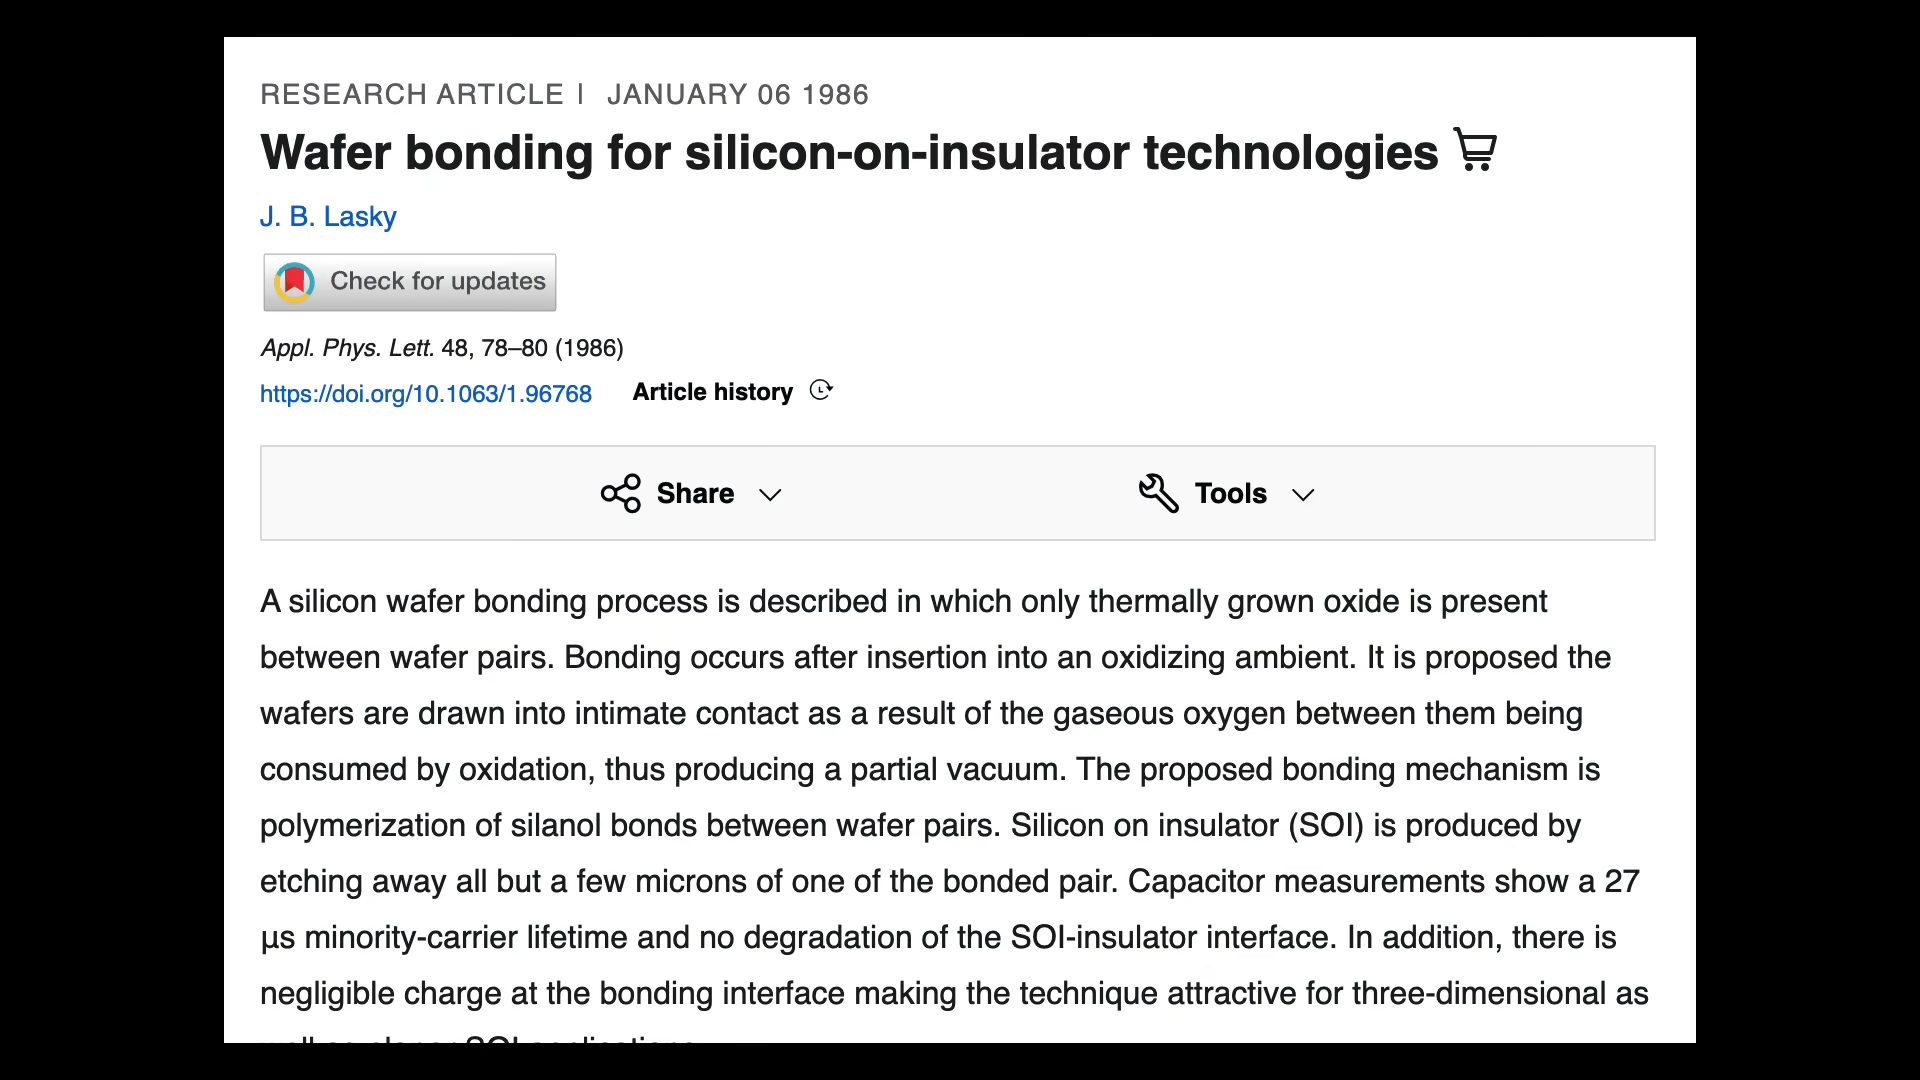 RESEARCH ARTICLE | JANUARY 06 1986
Wafer bonding for silicon-on-insulator technologies
J. B. Lasky
Check for updates
Appl. Phys. Lett. 48, 78–80 (1986)
https://doi.org/10.1063/1.96768 Article history
Share Tools
A silicon wafer bonding process is described in which only thermally grown oxide is present
between wafer pairs. Bonding occurs after insertion into an oxidizing ambient. It is proposed the
wafers are drawn into intimate contact as a result of the gaseous oxygen between them being
consumed by oxidation, thus producing a partial vacuum. The proposed bonding mechanism is
polymerization of silanol bonds between wafer pairs. Silicon on insulator (SOI) is produced by
etching away all but a few microns of one of the bonded pair. Capacitor measurements show a 27
μs minority-carrier lifetime and no degradation of the SOI-insulator interface. In addition, there is
negligible charge at the bonding interface making the technique attractive for three-dimensional as